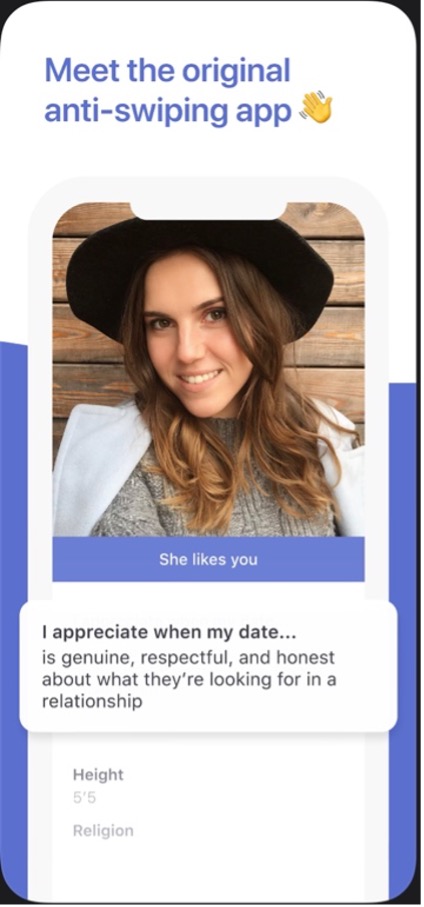 Meet the original
anti-swiping app 👋
She likes you
I appreciate when my date...
is genuine, respectful, and honest
about what they’re looking for in a
relationship
Height
5’5
Religion